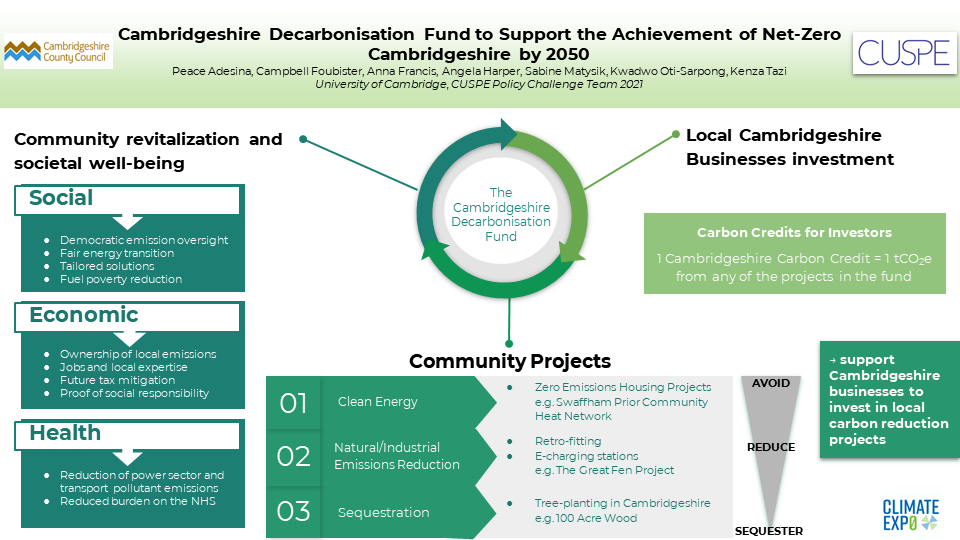 Cambridgeshire Decarbonisation Fund to Support the Achievement of Net-Zero
Cambridgeshire by 2050
Peace Adesina, Campbell Foubister, Anna Francis, Angela Harper, Sabine Matysik, Kwadwo Oti-Sarpong, Kenza Tazi
University of Cambridge, CUSPE Policy Challenge Team 2021
Cambridgeshire
County Council
CUSPE
Community revitalization and
societal well-being
Social
● Democratic emission oversight
● Fair energy transition
● Tailored solutions
● Fuel poverty reduction
Economic
● Ownership of local emissions
● Jobs and local expertise
● Future tax mitigation
● Proof of social responsibility
Health
● Reduction of power sector and
transport pollutant emissions
● Reduced burden on the NHS
The
Cambridgeshire
Decarbonisation
Fund
Local Cambridgeshire
Businesses investment
Carbon Credits for Investors
1 Cambridgeshire Carbon Credit = 1 tCO₂e
from any of the projects in the fund
→ support
Cambridgeshire
businesses to
invest in local
carbon reduction
projects
Community Projects
01
Clean Energy
● Zero Emissions Housing Projects
e.g. Swaffham Prior Community
Heat Network
02
Natural/Industrial
Emissions Reduction
● Retro-fitting
● E-charging stations
e.g. The Great Fen Project
03
Sequestration
● Tree-planting in Cambridgeshire
e.g. 100 Acre Wood
AVOID
REDUCE
SEQUESTER
CLIMATE
EXP0